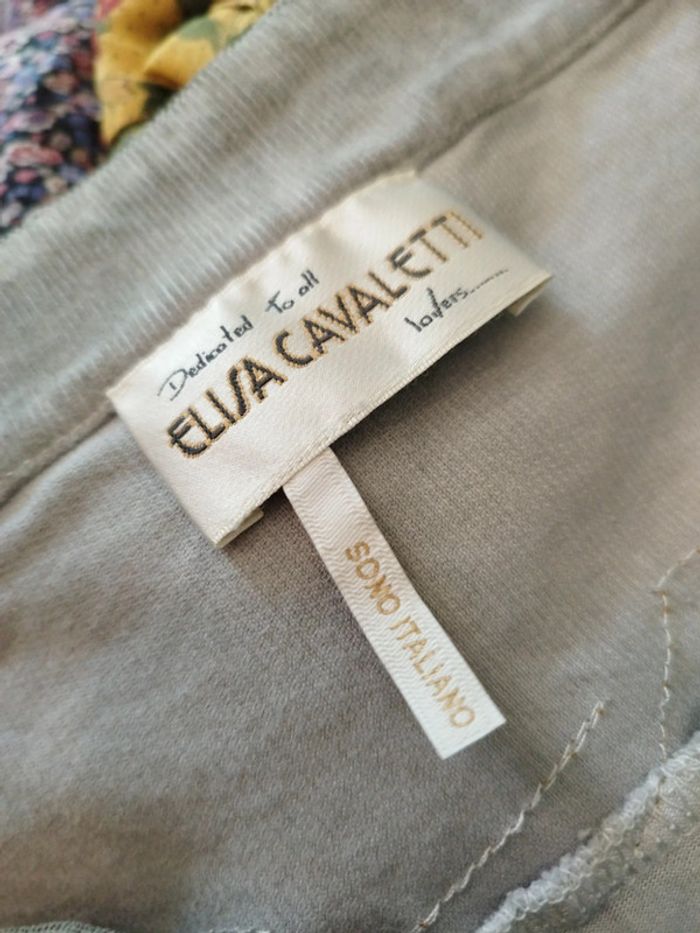 Dedicated to all
ELISA CAVALETTI
lovers........
SONO ITALIANO